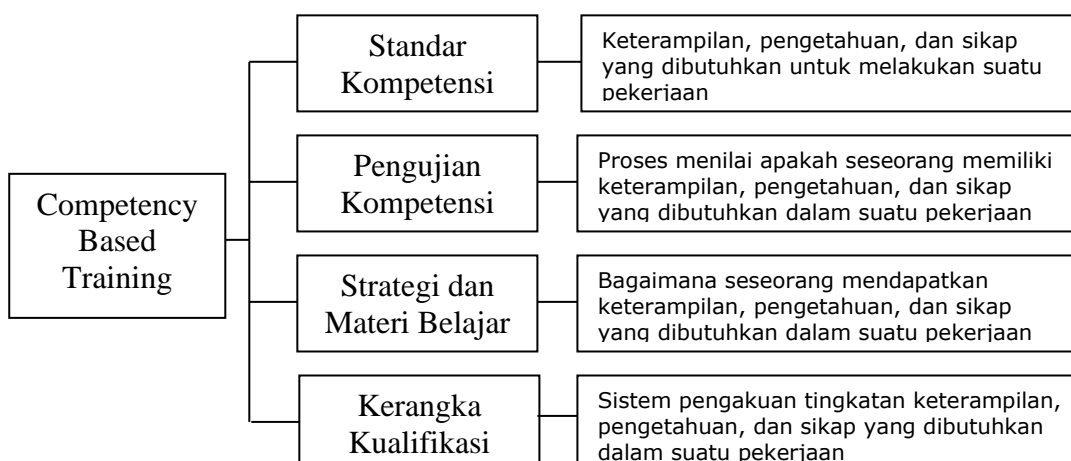 Competency
Based
Training
Standar
Kompetensi
Keterampilan, pengetahuan, dan sikap
yang dibutuhkan untuk melakukan suatu
pekerjaan
Pengujian
Kompetensi
Proses menilai apakah seseorang memiliki
keterampilan, pengetahuan, dan sikap
yang dibutuhkan dalam suatu pekerjaan
Strategi dan
Materi Belajar
Bagaimana seseorang mendapatkan
keterampilan, pengetahuan, dan sikap
yang dibutuhkan dalam suatu pekerjaan
Kerangka
Kualifikasi
Sistem pengakuan tingkatan keterampilan,
pengetahuan, dan sikap yang dibutuhkan
dalam suatu pekerjaan